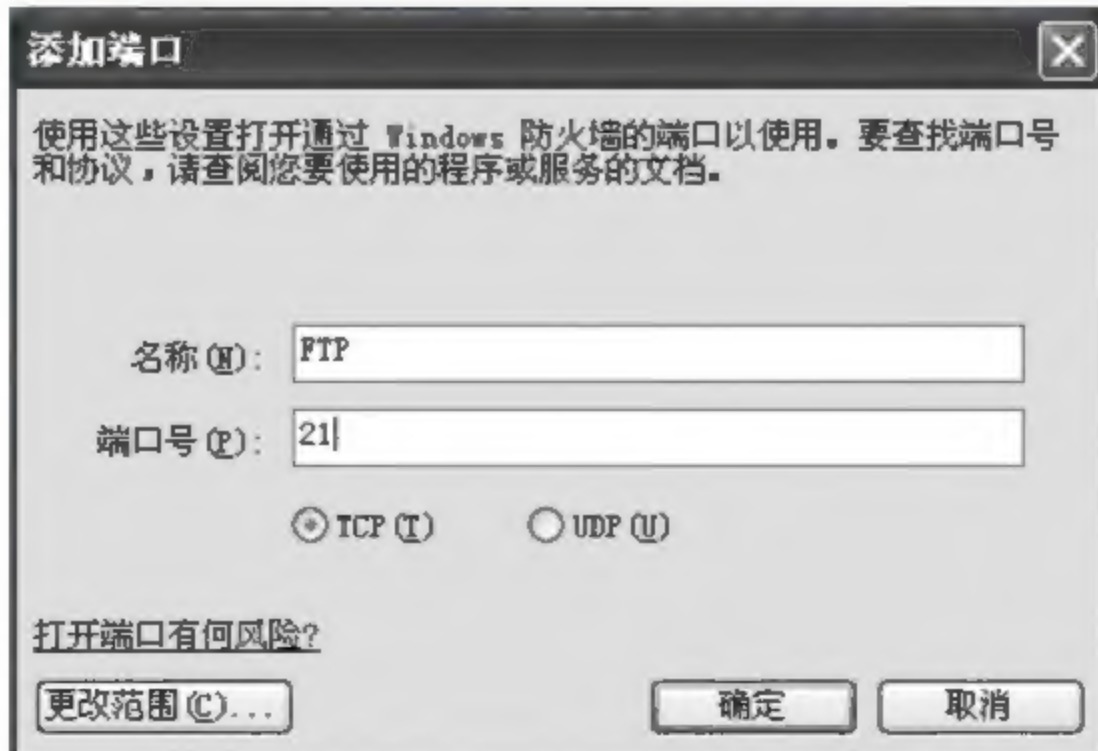 添加端口
使用这些设置打开通过 Windows 防火墙的端口以使用。要查找端口号
和协议，请查阅您要使用的程序或服务的文档。
名称(N):
FTP
端口号(P):
21
TCP(T) UDP(U)
打开端口有何风险?
更改范围(C)... 确定 取消